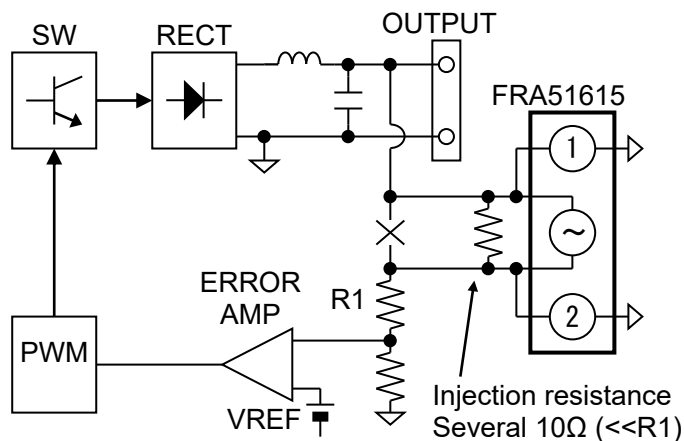 OUTPUT
SW
RECT
FRA51615
1
~
2
ERROR
AMP
R1
PWM
VREF
Injection resistance
Several 10Ω (<<R1)